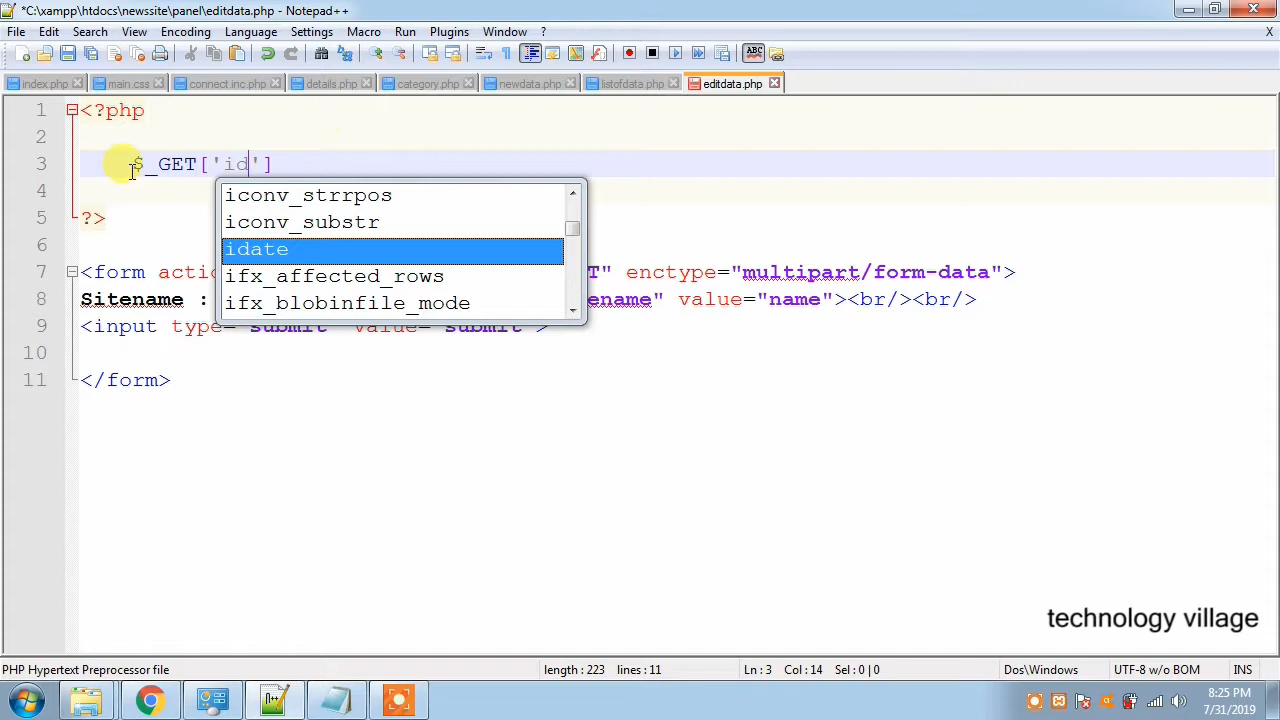 *C:\xampp\htdocs\newssite\panel\editdata.php - Notepad++
File Edit Search View Encoding Language Settings Macro Run Plugins Window ? X
index.php main.css connect.inc.php details.php category.php newdata.php listofdata.php editdata.php
1 <?php
2
3 $_GET['id']
4
iconv_strrpos
5 ?>
iconv_substr
6
idate
7 <form actio T" enctype="multipart/form-data">
ifx_affected_rows
8 Sitename : ename" value="name"><br/><br/>
ifx_blobinfile_mode
9 <input type="submit" value="submit">
10
11 </form>
technology village
PHP Hypertext Preprocessor file length : 223 lines : 11 Ln : 3 Col : 14 Sel : 0 | 0 Dos\Windows UTF-8 w/o BOM INS
8:25 PM
7/31/2019